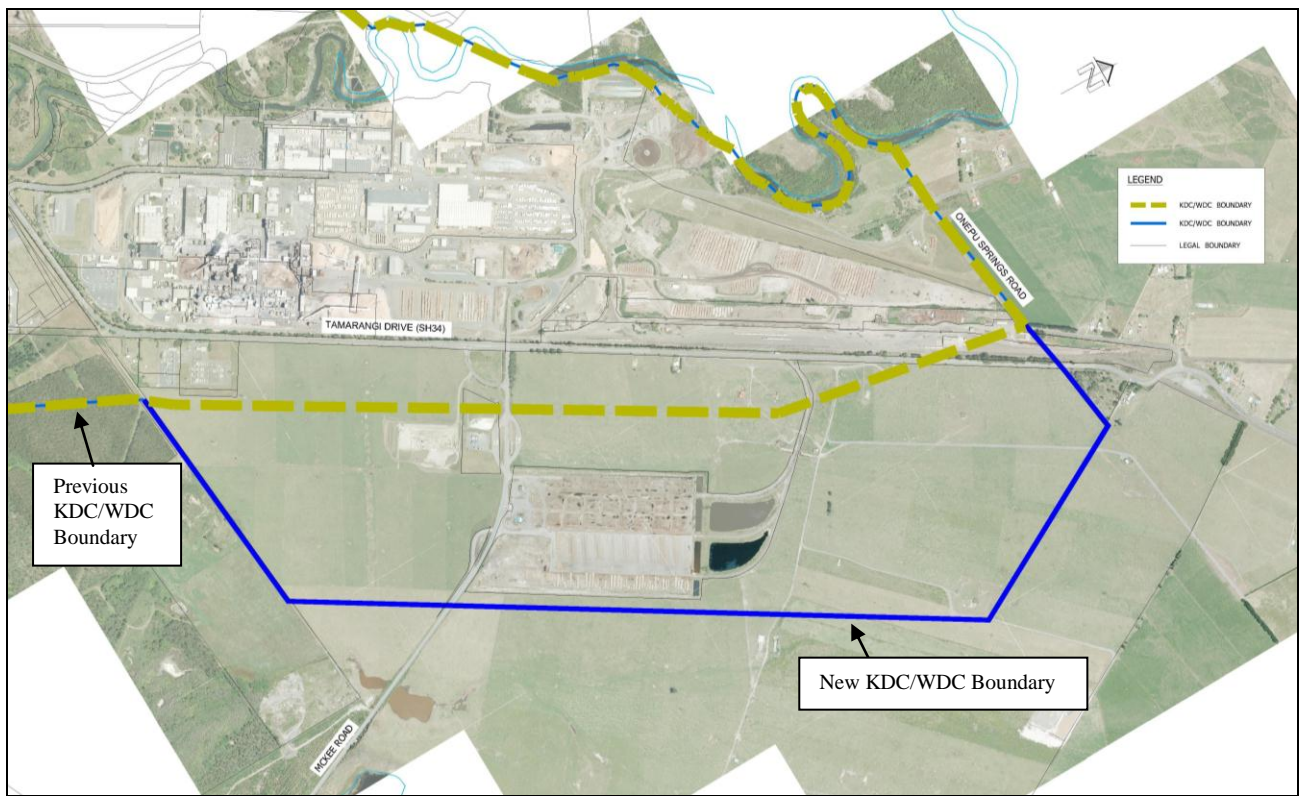 N
LEGEND
KDC/WDC BOUNDARY
KDC/WDC BOUNDARY
LEGAL BOUNDARY
ONEPU SPRINGS ROAD
TAMARANGI DRIVE (SH34)
Previous
KDC/WDC
Boundary
New KDC/WDC Boundary
MCKEE ROAD